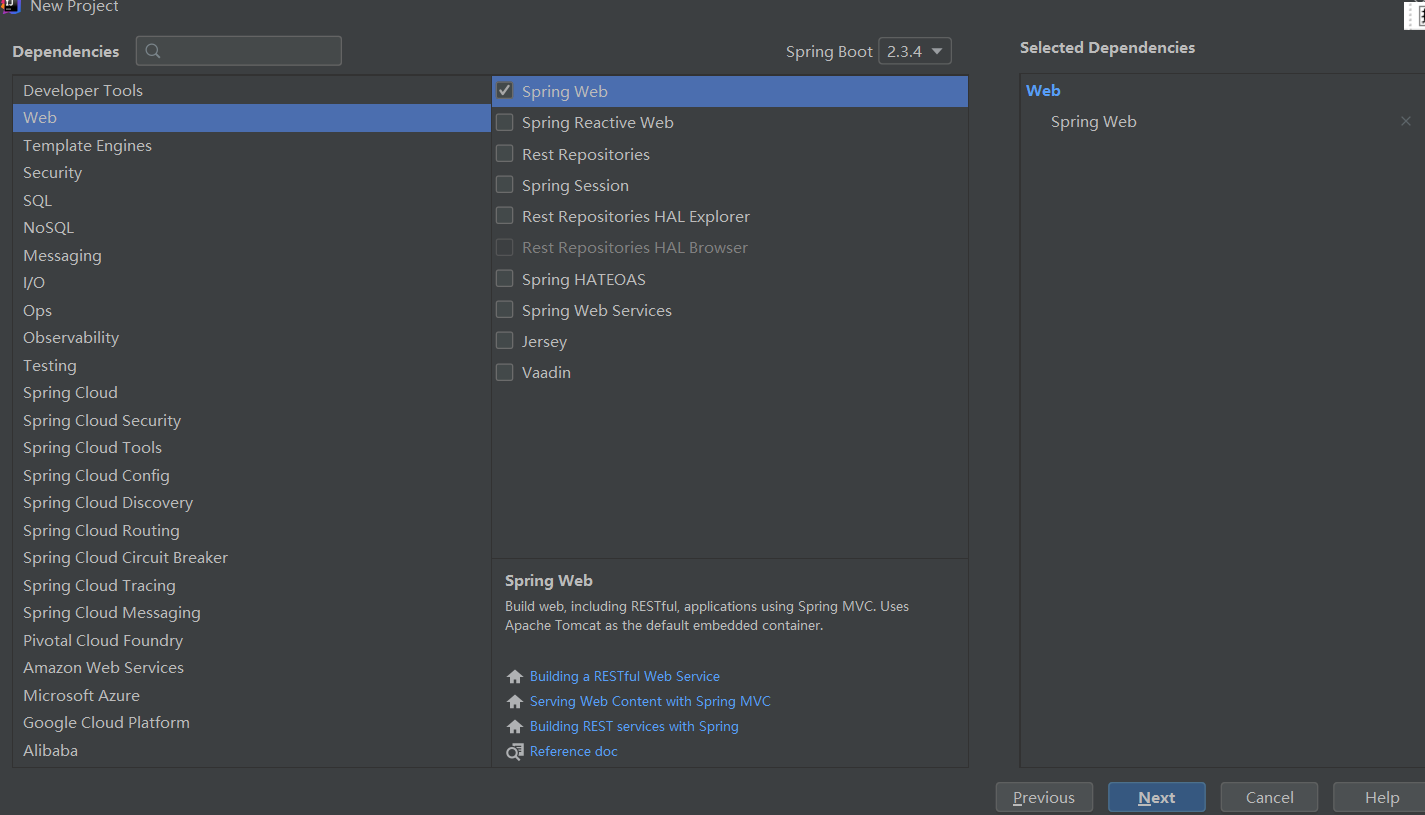 New Project
Dependencies
Spring Boot 2.3.4
Selected Dependencies
Developer Tools
Web
Template Engines
Security
SQL
NoSQL
Messaging
I/O
Ops
Observability
Testing
Spring Cloud
Spring Cloud Security
Spring Cloud Tools
Spring Cloud Config
Spring Cloud Discovery
Spring Cloud Routing
Spring Cloud Circuit Breaker
Spring Cloud Tracing
Spring Cloud Messaging
Pivotal Cloud Foundry
Amazon Web Services
Microsoft Azure
Google Cloud Platform
Alibaba
Spring Web
Spring Reactive Web
Rest Repositories
Spring Session
Rest Repositories HAL Explorer
Rest Repositories HAL Browser
Spring HATEOAS
Spring Web Services
Jersey
Vaadin
Spring Web
Build web, including RESTful, applications using Spring MVC. Uses
Apache Tomcat as the default embedded container.
Building a RESTful Web Service
Serving Web Content with Spring MVC
Building REST services with Spring
Reference doc
Web
Spring Web
Previous
Next
Cancel
Help